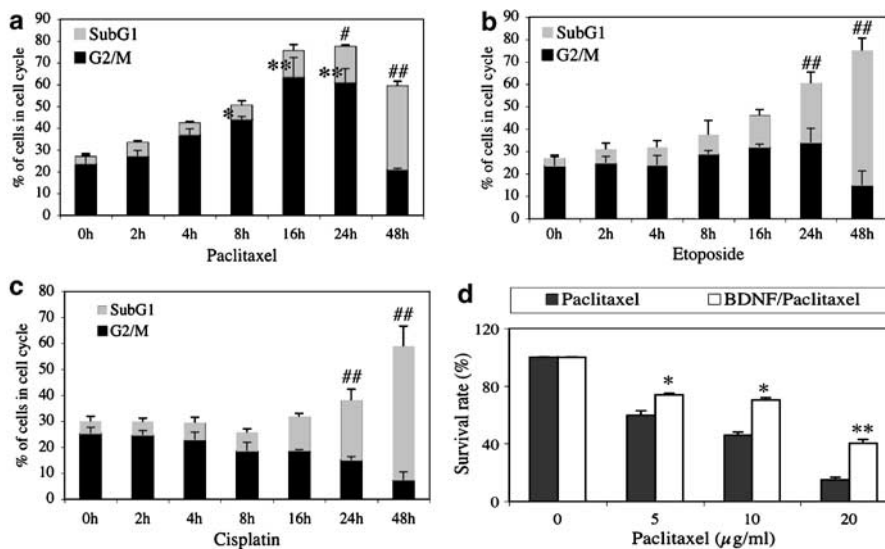 a
% of cells in cell cycle
90
80
70
60
50
40
30
20
10
0
SubG1
G2/M
*
**
**
#
##
0h 2h 4h 8h 16h 24h 48h
Paclitaxel
b
% of cells in cell cycle
90
80
70
60
50
40
30
20
10
0
SubG1
G2/M
##
##
0h 2h 4h 8h 16h 24h 48h
Etoposide
c
% of cells in cell cycle
80
70
60
50
40
30
20
10
0
SubG1
G2/M
##
##
0h 2h 4h 8h 16h 24h 48h
Cisplatin
d
Paclitaxel BDNF/Paclitaxel
Survival rate (%)
120
80
40
0
*
*
**
0 5 10 20
Paclitaxel (μg/ml)